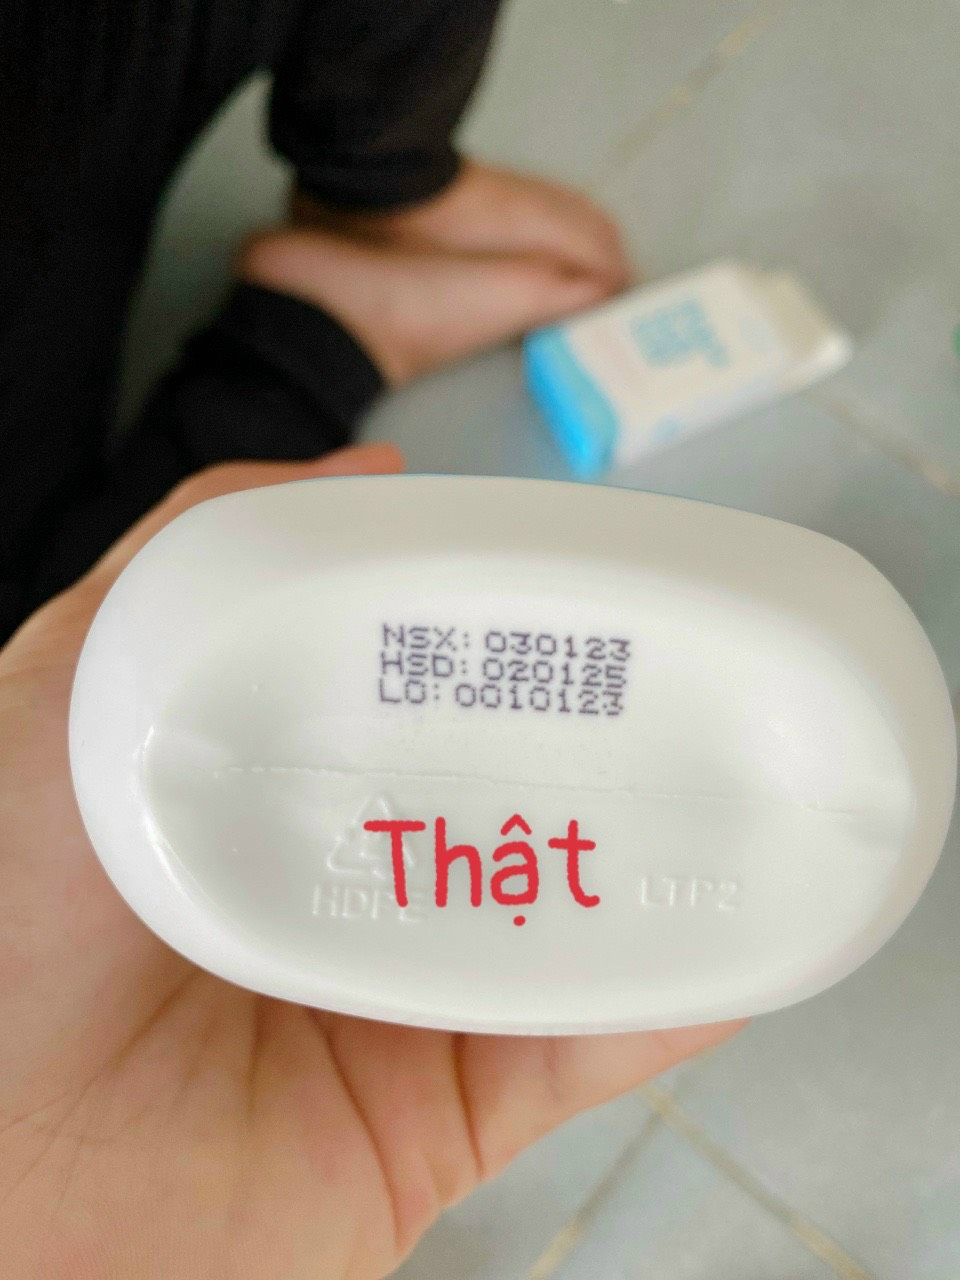 NSX: 030123
HSD: 020125
LO: 0010123
Thật
HDPE
LTP2